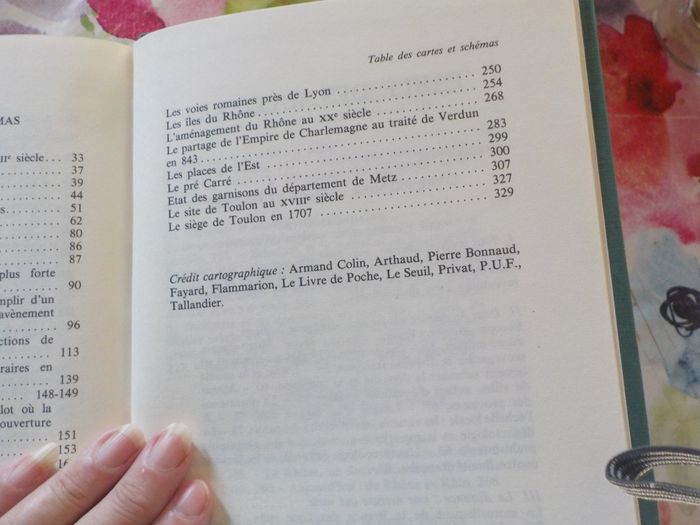 MAS
IIe siècle... 33
37
39
44
s. 51
62
80
86
87
plus forte
90
mplir d'un
avènement
96
ctions de
113
raires en
139
148-149
lot où la
ouverture
151
153
Table des cartes et schémas
Les voies romaines près de Lyon 250
Les îles du Rhône 254
L'aménagement du Rhône au XXe siècle 268
Le partage de l'Empire de Charlemagne au traité de Verdun
en 843 283
Les places de l'Est 299
Le pré Carré 300
Etat des garnisons du département de Metz 307
Le site de Toulon au XVIIIe siècle 327
Le siège de Toulon en 1707 329
Crédit cartographique : Armand Colin, Arthaud, Pierre Bonnaud,
Fayard, Flammarion, Le Livre de Poche, Le Seuil, Privat, P.U.F.,
Tallandier.